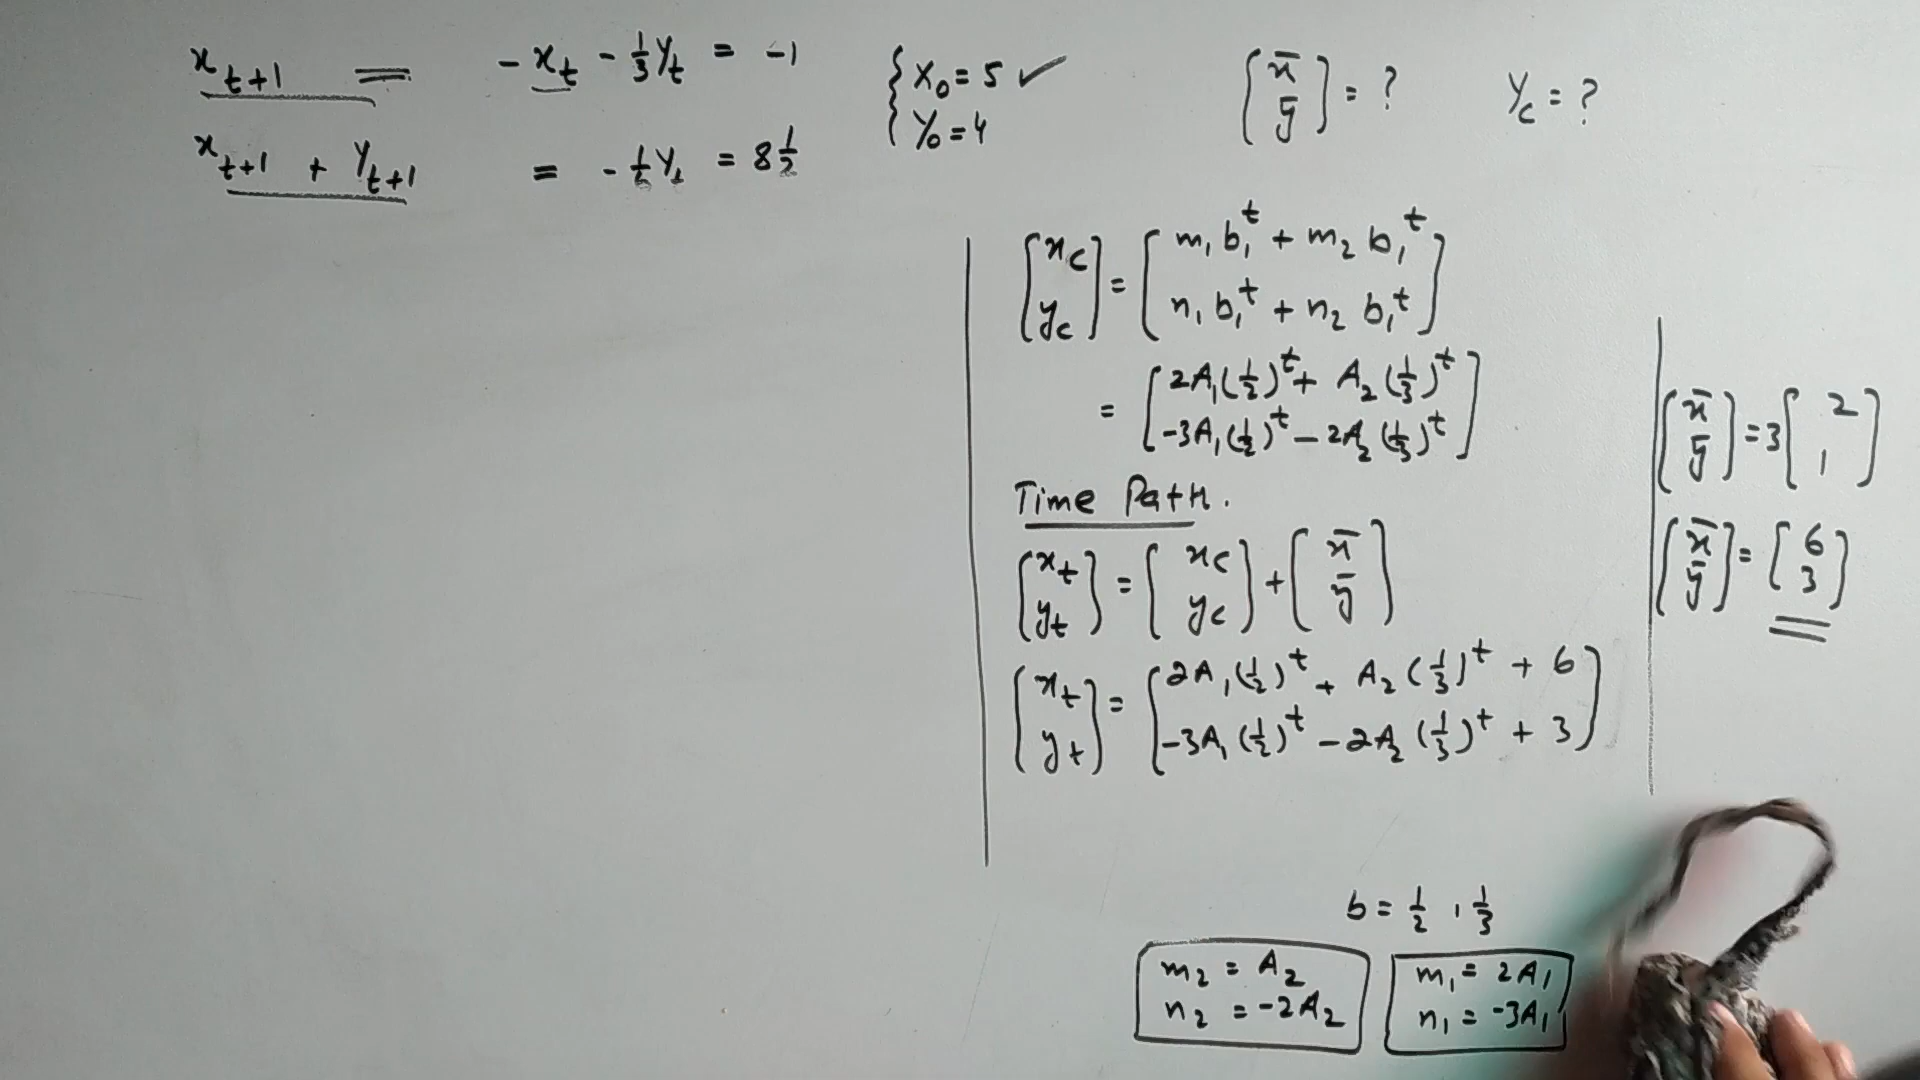 x_{t+1} = -x_t - 1/3 y_t = -1
x_{t+1} + y_{t+1} = - y_t = 8 1/2
{ x_0 = 5 ✓
y_0 = 4
[x̄ ȳ] = ?
y_c = ?
[x_c y_c] = [m_1 b_1^t + m_2 b_1^t
n_1 b_1^t + n_2 b_1^t]
= [2A_1(1/2)^t + A_2(1/3)^t
-3A_1(1/2)^t - 2A_2(1/3)^t]
Time Path.
[x_t y_t] = [x_c y_c] + [x̄ ȳ]
[x_t y_t] = [2A_1(1/2)^t + A_2(1/3)^t + 6
-3A_1(1/2)^t - 2A_2(1/3)^t + 3]
[x̄ ȳ] = 3[2 1]
[x̄ ȳ] = [6 3]
b = 1/2 , 1/3
m_2 = A_2
n_2 = -2A_2
m_1 = 2A_1
n_1 = -3A_1